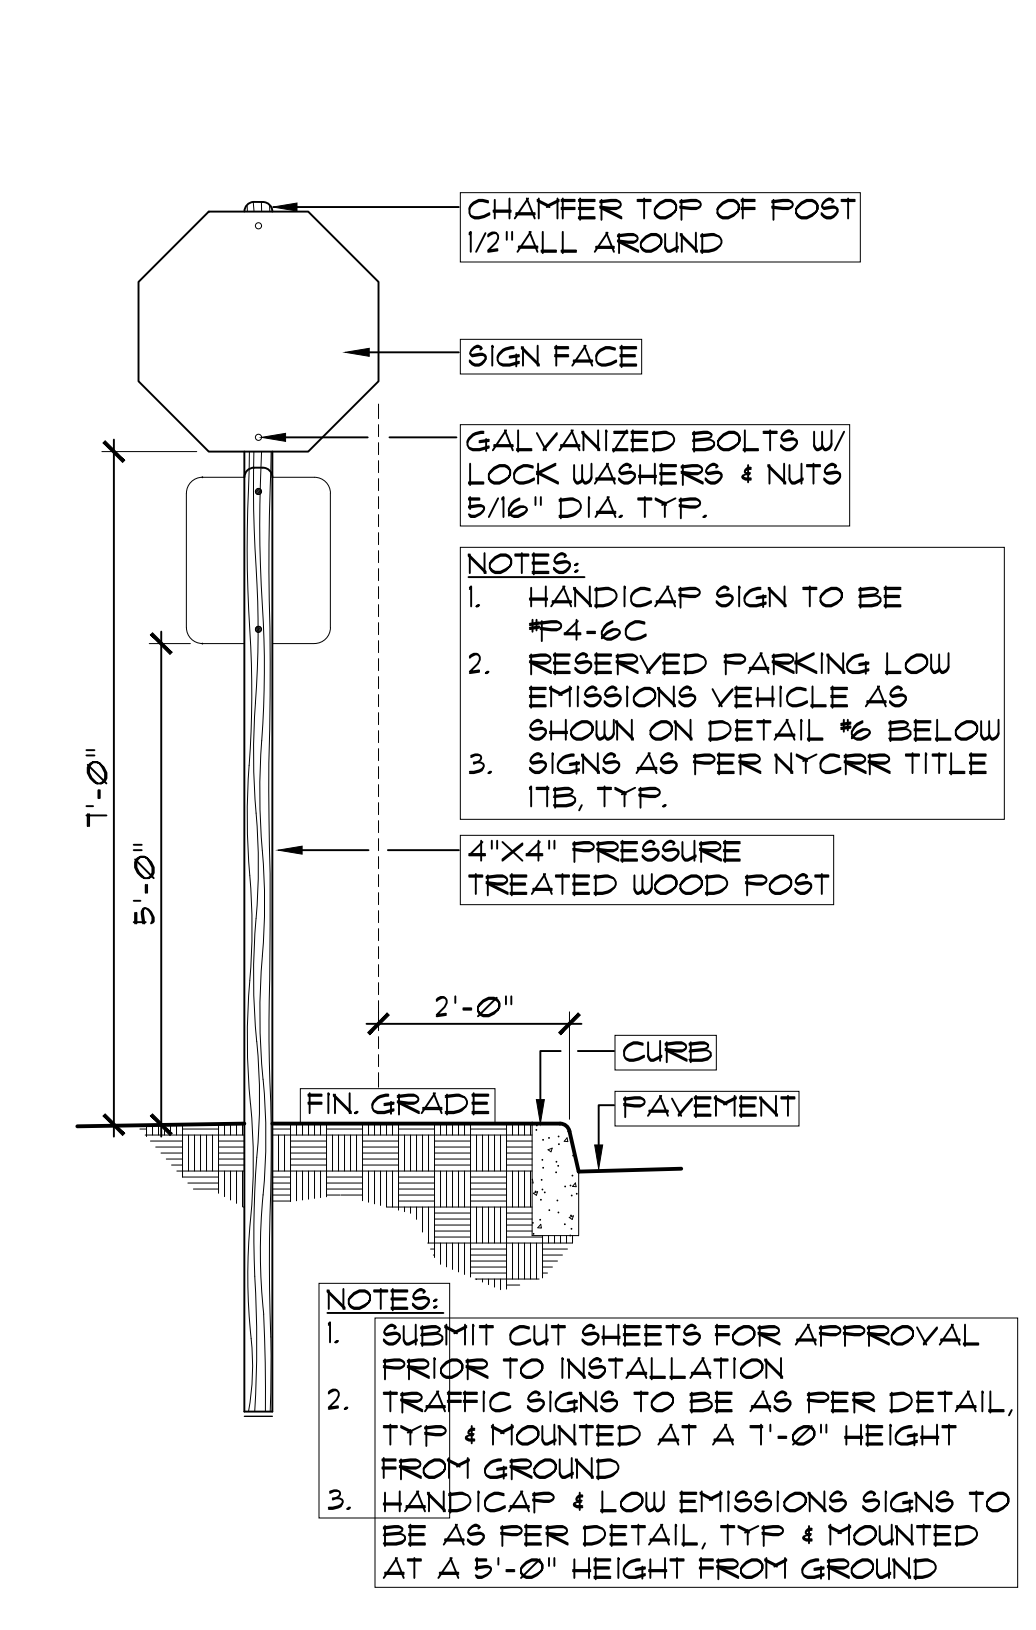 CHAMFER TOP OF POST
1/2"ALL AROUND
SIGN FACE
GALVANIZED BOLTS W/
LOCK WASHERS & NUTS
5/16" DIA. TYP.
NOTES:
1. HANDICAP SIGN TO BE
#P4-6C
2. RESERVED PARKING LOW
EMISSIONS VEHICLE AS
SHOWN ON DETAIL #6 BELOW
3. SIGNS AS PER NYCRR TITLE
17B, TYP.
7'-0"
5'-0"
4"X4" PRESSURE
TREATED WOOD POST
2'-0"
CURB
FIN. GRADE
PAVEMENT
NOTES:
1. SUBMIT CUT SHEETS FOR APPROVAL
PRIOR TO INSTALLATION
2. TRAFFIC SIGNS TO BE AS PER DETAIL,
TYP & MOUNTED AT A 7'-0" HEIGHT
FROM GROUND
3. HANDICAP & LOW EMISSIONS SIGNS TO
BE AS PER DETAIL, TYP & MOUNTED
AT A 5'-0" HEIGHT FROM GROUND